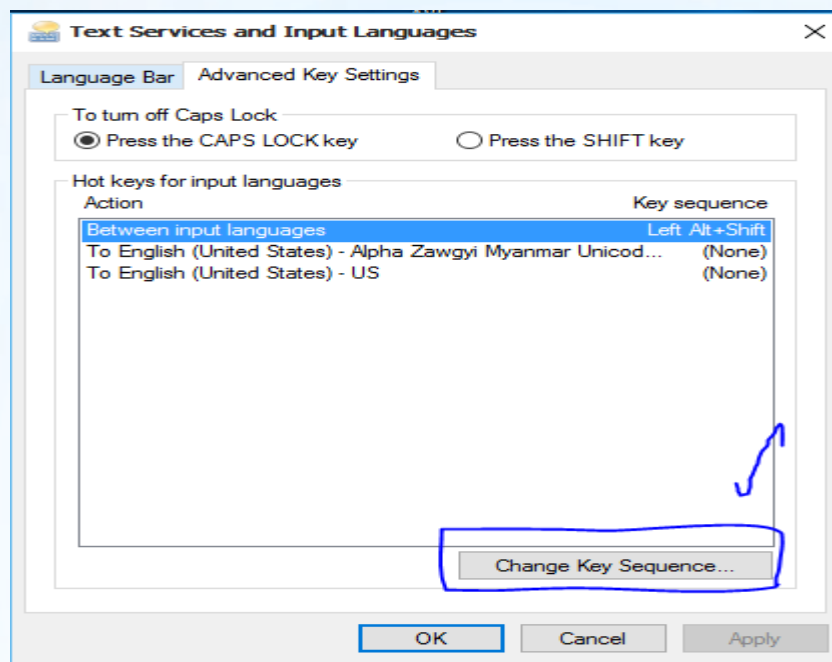 Text Services and Input Languages
Language Bar
Advanced Key Settings
To turn off Caps Lock
Press the CAPS LOCK key
Press the SHIFT key
Hot keys for input languages
Action Key sequence
Between input languages Left Alt+Shift
To English (United States) - Alpha Zawgyi Myanmar Unicod... (None)
To English (United States) - US (None)
Change Key Sequence...
OK
Cancel
Apply